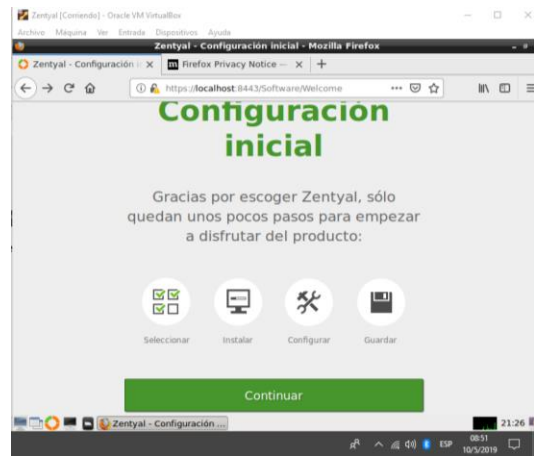 Zentyal [Corriendo] - Oracle VM VirtualBox
Archivo Máquina Ver Entrada Dispositivos Ayuda
Zentyal - Configuración inicial - Mozilla Firefox
Zentyal - Configuración i
Firefox Privacy Notice —
https://localhost:8443/Software/Welcome
Configuración
inicial
Gracias por escoger Zentyal, sólo
quedan unos pocos pasos para empezar
a disfrutar del producto:
Seleccionar Instalar Configurar Guardar
Continuar
Zentyal - Configuración ... 21:26
ESP 08:51
10/5/2019